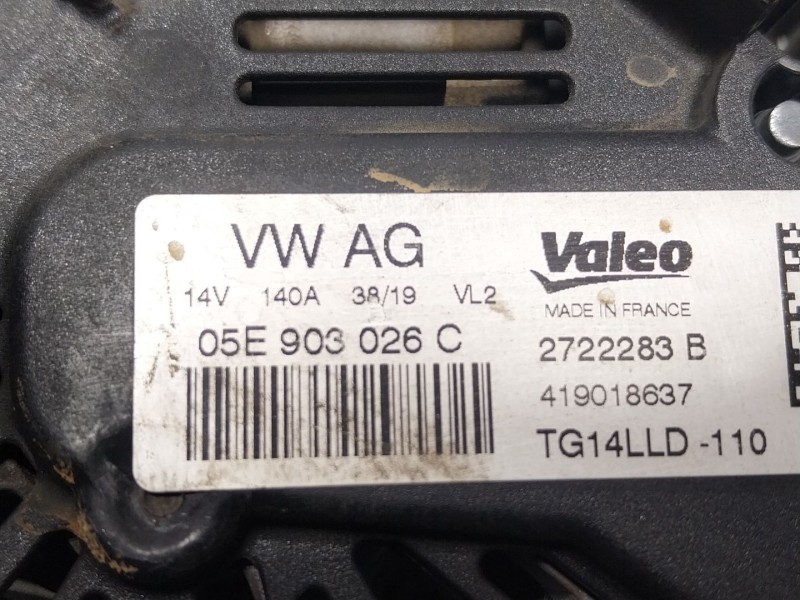 VW AG
14V 140A 38/19 VL2
05E 903 026 C
Valeo
MADE IN FRANCE
2722283 B
419018637
TG14LLD -110